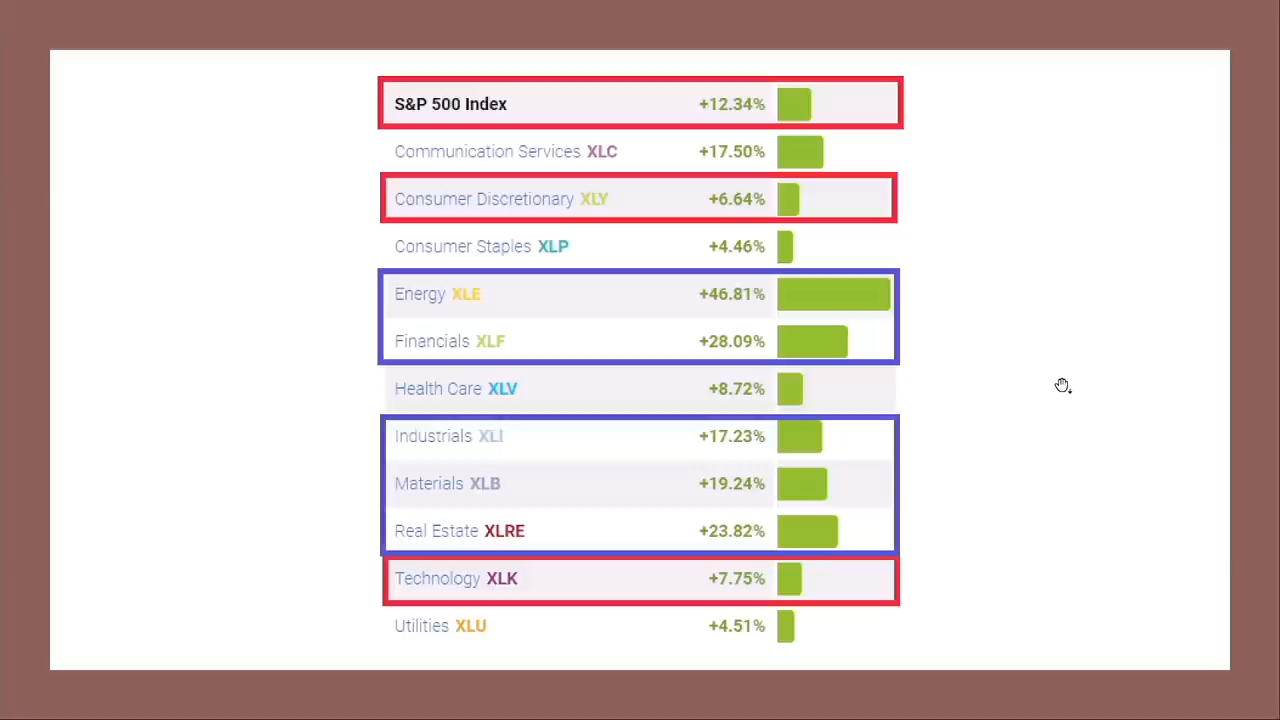 S&P 500 Index +12.34%
Communication Services XLC +17.50%
Consumer Discretionary XLY +6.64%
Consumer Staples XLP +4.46%
Energy XLE +46.81%
Financials XLF +28.09%
Health Care XLV +8.72%
Industrials XLI +17.23%
Materials XLB +19.24%
Real Estate XLRE +23.82%
Technology XLK +7.75%
Utilities XLU +4.51%